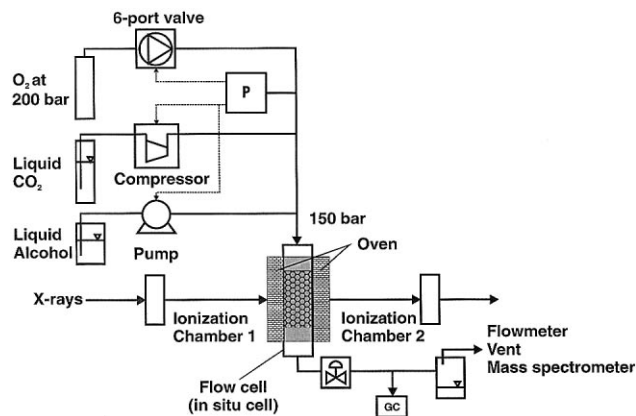 6-port valve
O₂ at
200 bar
P
Liquid
CO₂
Compressor
150 bar
Liquid
Alcohol
Pump
Oven
X-rays
Ionization
Chamber 1
Ionization
Chamber 2
Flowmeter
Vent
Mass spectrometer
Flow cell
(in situ cell)
GC